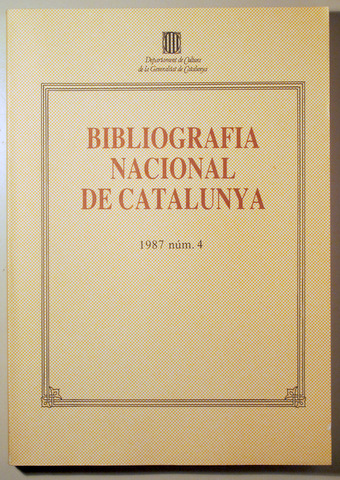 Departament de Cultura
de la Generalitat de Catalunya
BIBLIOGRAFIA
NACIONAL
DE CATALUNYA
1987 núm. 4